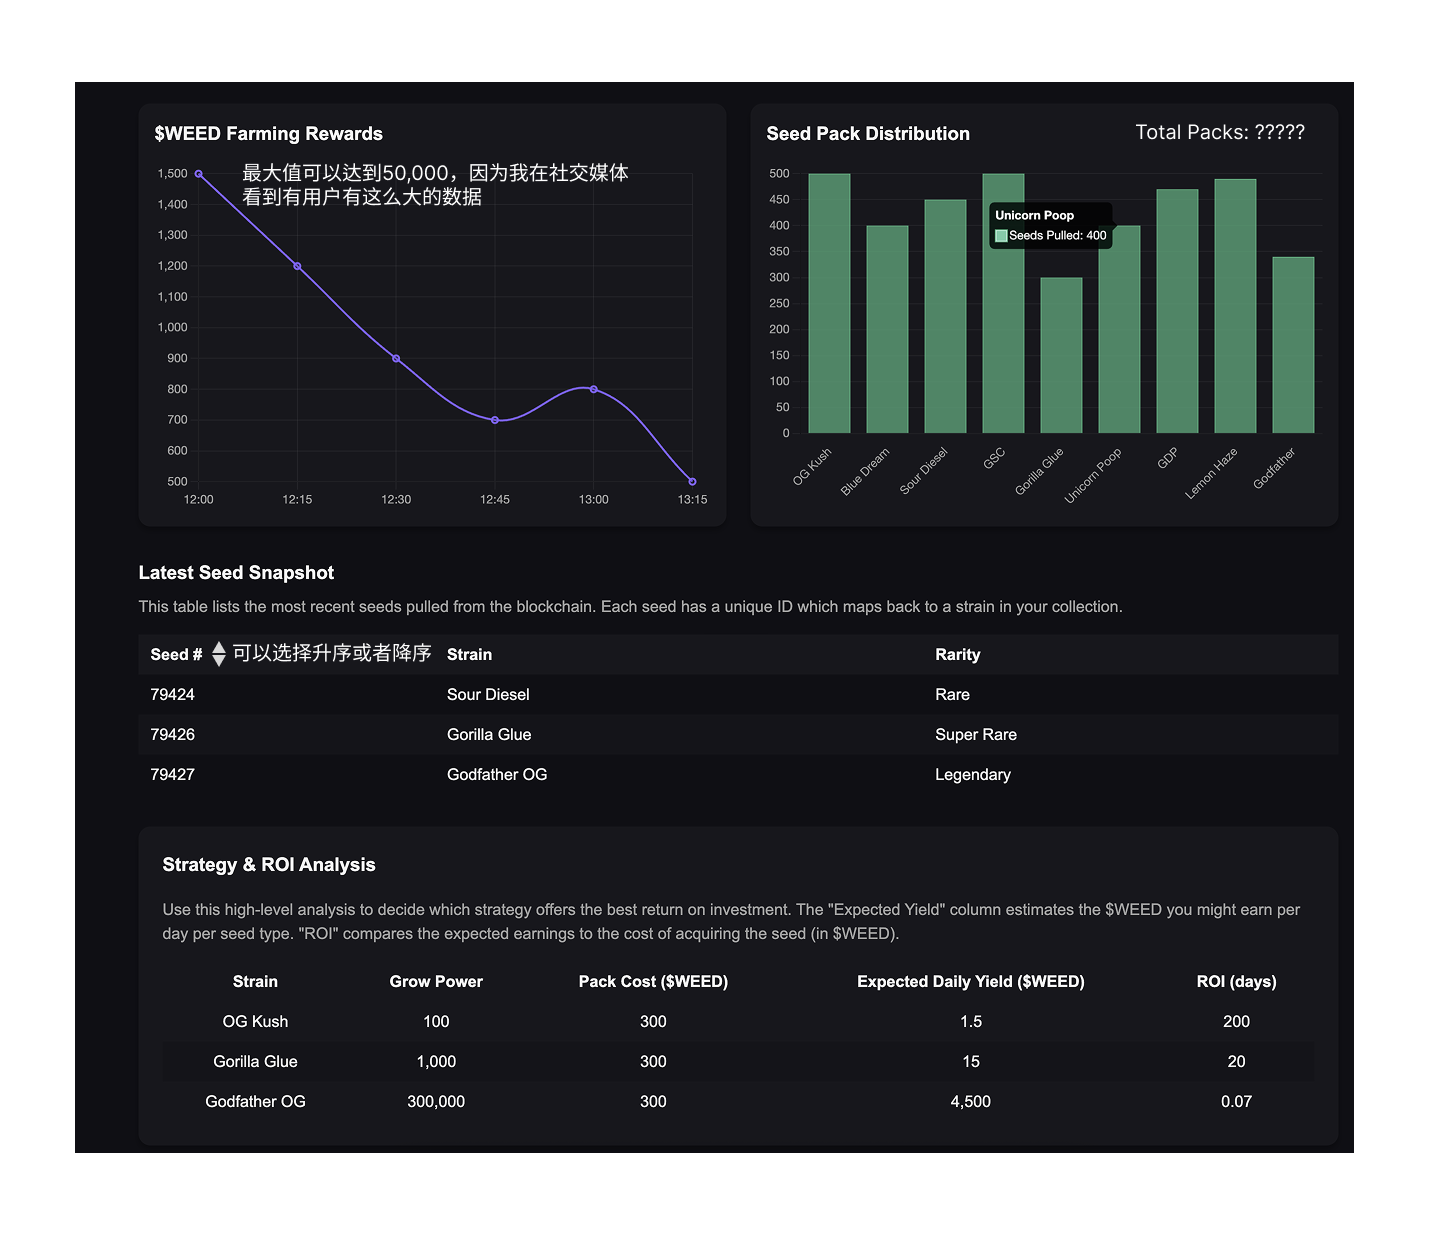 $WEED Farming Rewards
最大值可以达到50,000，因为我在社交媒体
看到有用户有这么大的数据
1,500
1,400
1,300
1,200
1,100
1,000
900
800
700
600
500
12:00 12:15 12:30 12:45 13:00 13:15
Seed Pack Distribution
Total Packs: ?????
500
450
400
350
300
250
200
150
100
50
0
Unicorn Poop
Seeds Pulled: 400
OG Kush
Blue Dream
Sour Diesel
GSC
Gorilla Glue
Unicorn Poop
GDP
Lemon Haze
Godfather
Latest Seed Snapshot
This table lists the most recent seeds pulled from the blockchain. Each seed has a unique ID which maps back to a strain in your collection.
Seed # 可以选择升序或者降序 Strain Rarity
79424 Sour Diesel Rare
79426 Gorilla Glue Super Rare
79427 Godfather OG Legendary
Strategy & ROI Analysis
Use this high-level analysis to decide which strategy offers the best return on investment. The "Expected Yield" column estimates the $WEED you might earn per
day per seed type. "ROI" compares the expected earnings to the cost of acquiring the seed (in $WEED).
Strain Grow Power Pack Cost ($WEED) Expected Daily Yield ($WEED) ROI (days)
OG Kush 100 300 1.5 200
Gorilla Glue 1,000 300 15 20
Godfather OG 300,000 300 4,500 0.07